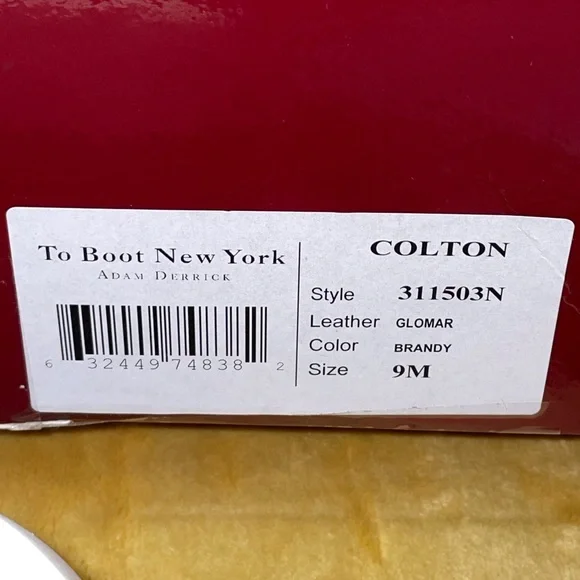 To Boot New York
Adam Derrick
6 32449 74838 2
COLTON
Style 311503N
Leather GLOMAR
Color BRANDY
Size 9M